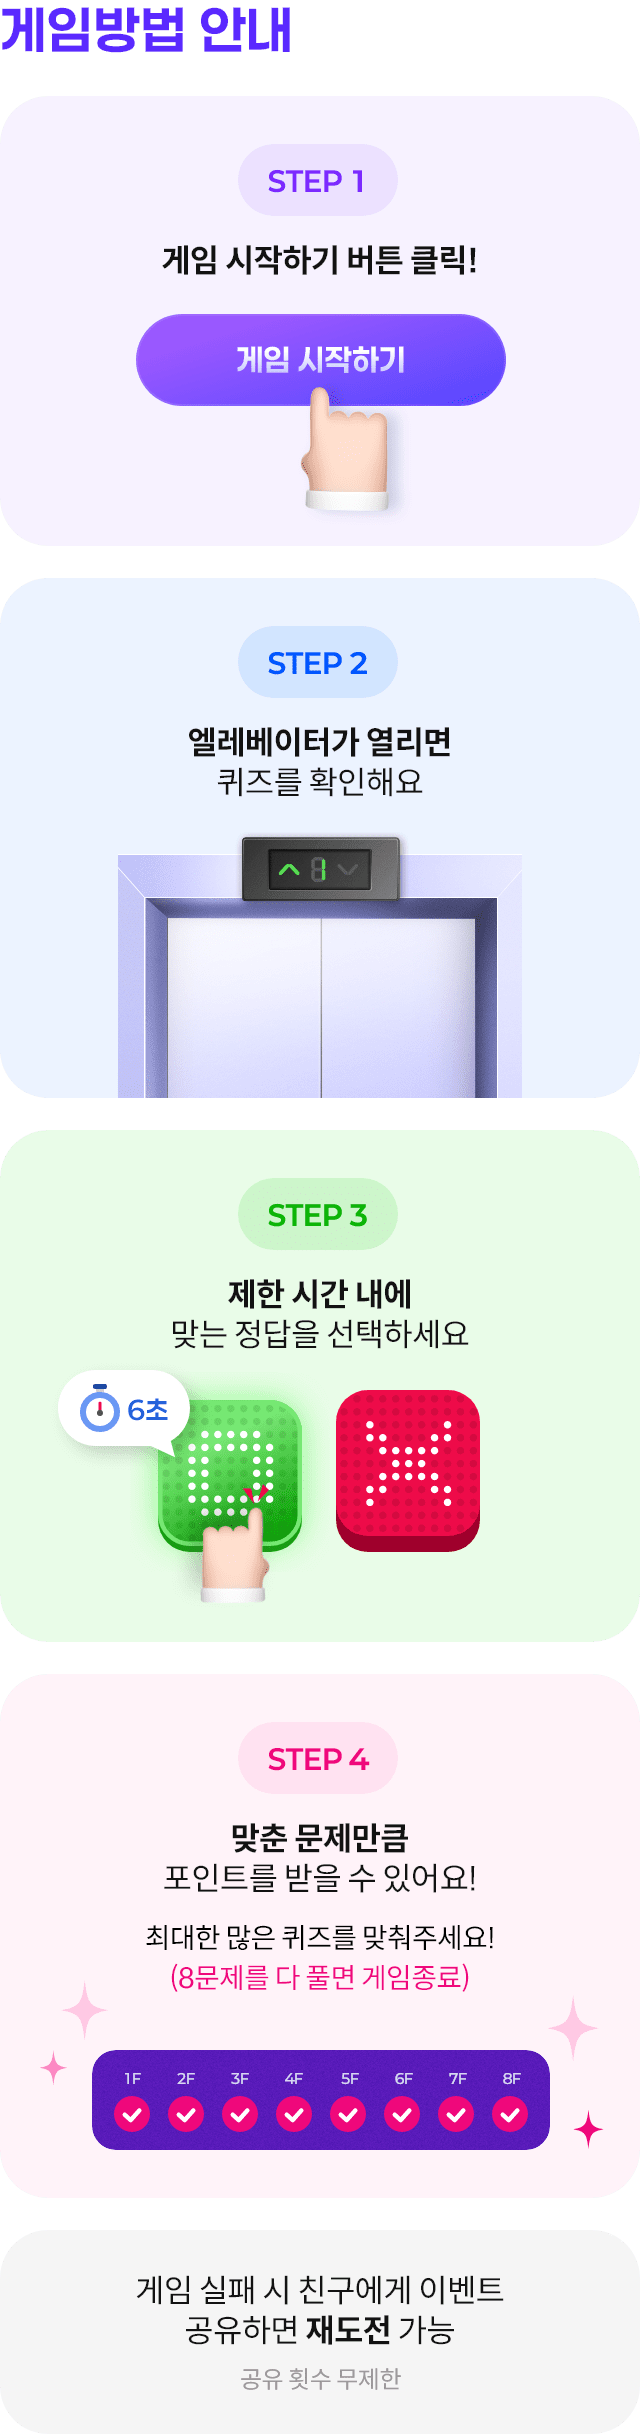 게임방법 안내
STEP 1
게임 시작하기 버튼 클릭!
게임 시작하기
STEP 2
엘레베이터가 열리면
퀴즈를 확인해요
1
STEP 3
제한 시간 내에
맞는 정답을 선택하세요
6초
STEP 4
맞춘 문제만큼
포인트를 받을 수 있어요!
최대한 많은 퀴즈를 맞춰주세요!
(8문제를 다 풀면 게임종료)
1F 2F 3F 4F 5F 6F 7F 8F
게임 실패 시 친구에게 이벤트
공유하면 재도전 가능
공유 횟수 무제한